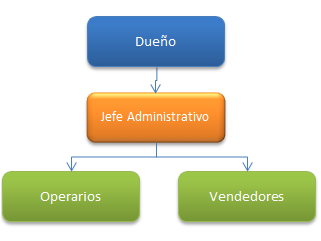 Dueño
Jefe Administrativo
Operarios
Vendedores